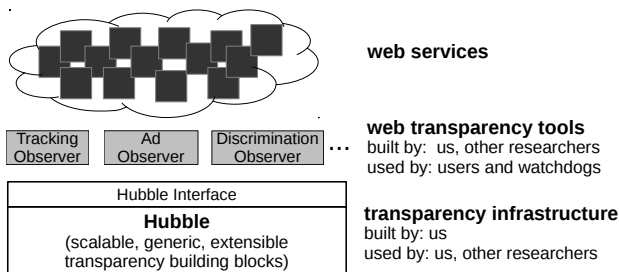 web services
Tracking
Observer
Ad
Observer
Discrimination
Observer
...
web transparency tools
built by: us, other researchers
used by: users and watchdogs
Hubble Interface
Hubble
(scalable, generic, extensible
transparency building blocks)
transparency infrastructure
built by: us
used by: us, other researchers